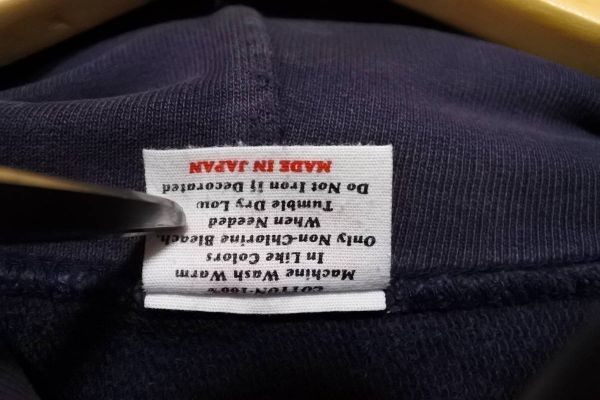 COTTON 100%
Machine Wash Warm
In Like Colors
Only Non-Chlorine Bleach
When Needed
Tumble Dry Low
Do Not Iron If Decorated
MADE IN JAPAN